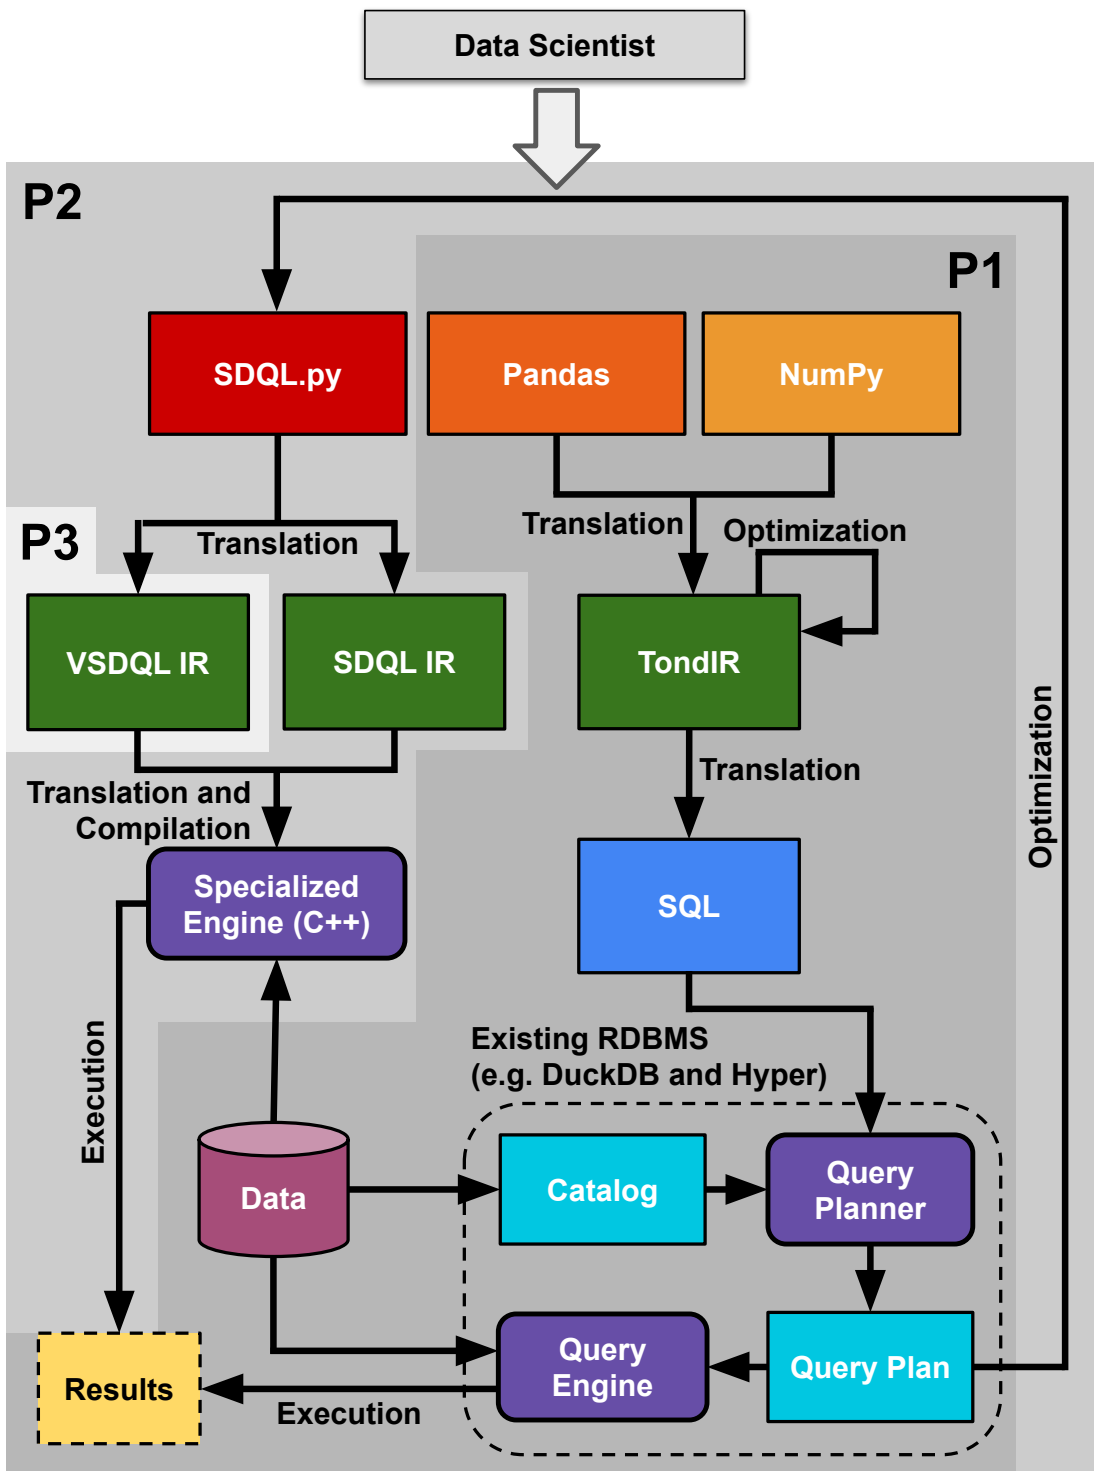 Data Scientist
P2
P1
SDQL.py
Pandas
NumPy
P3
Translation
Translation
Optimization
VSDQL IR
SDQL IR
TondIR
Optimization
Translation
Translation and
Compilation
Specialized
Engine (C++)
SQL
Execution
Existing RDBMS
(e.g. DuckDB and Hyper)
Data
Catalog
Query
Planner
Results
Execution
Query
Engine
Query Plan